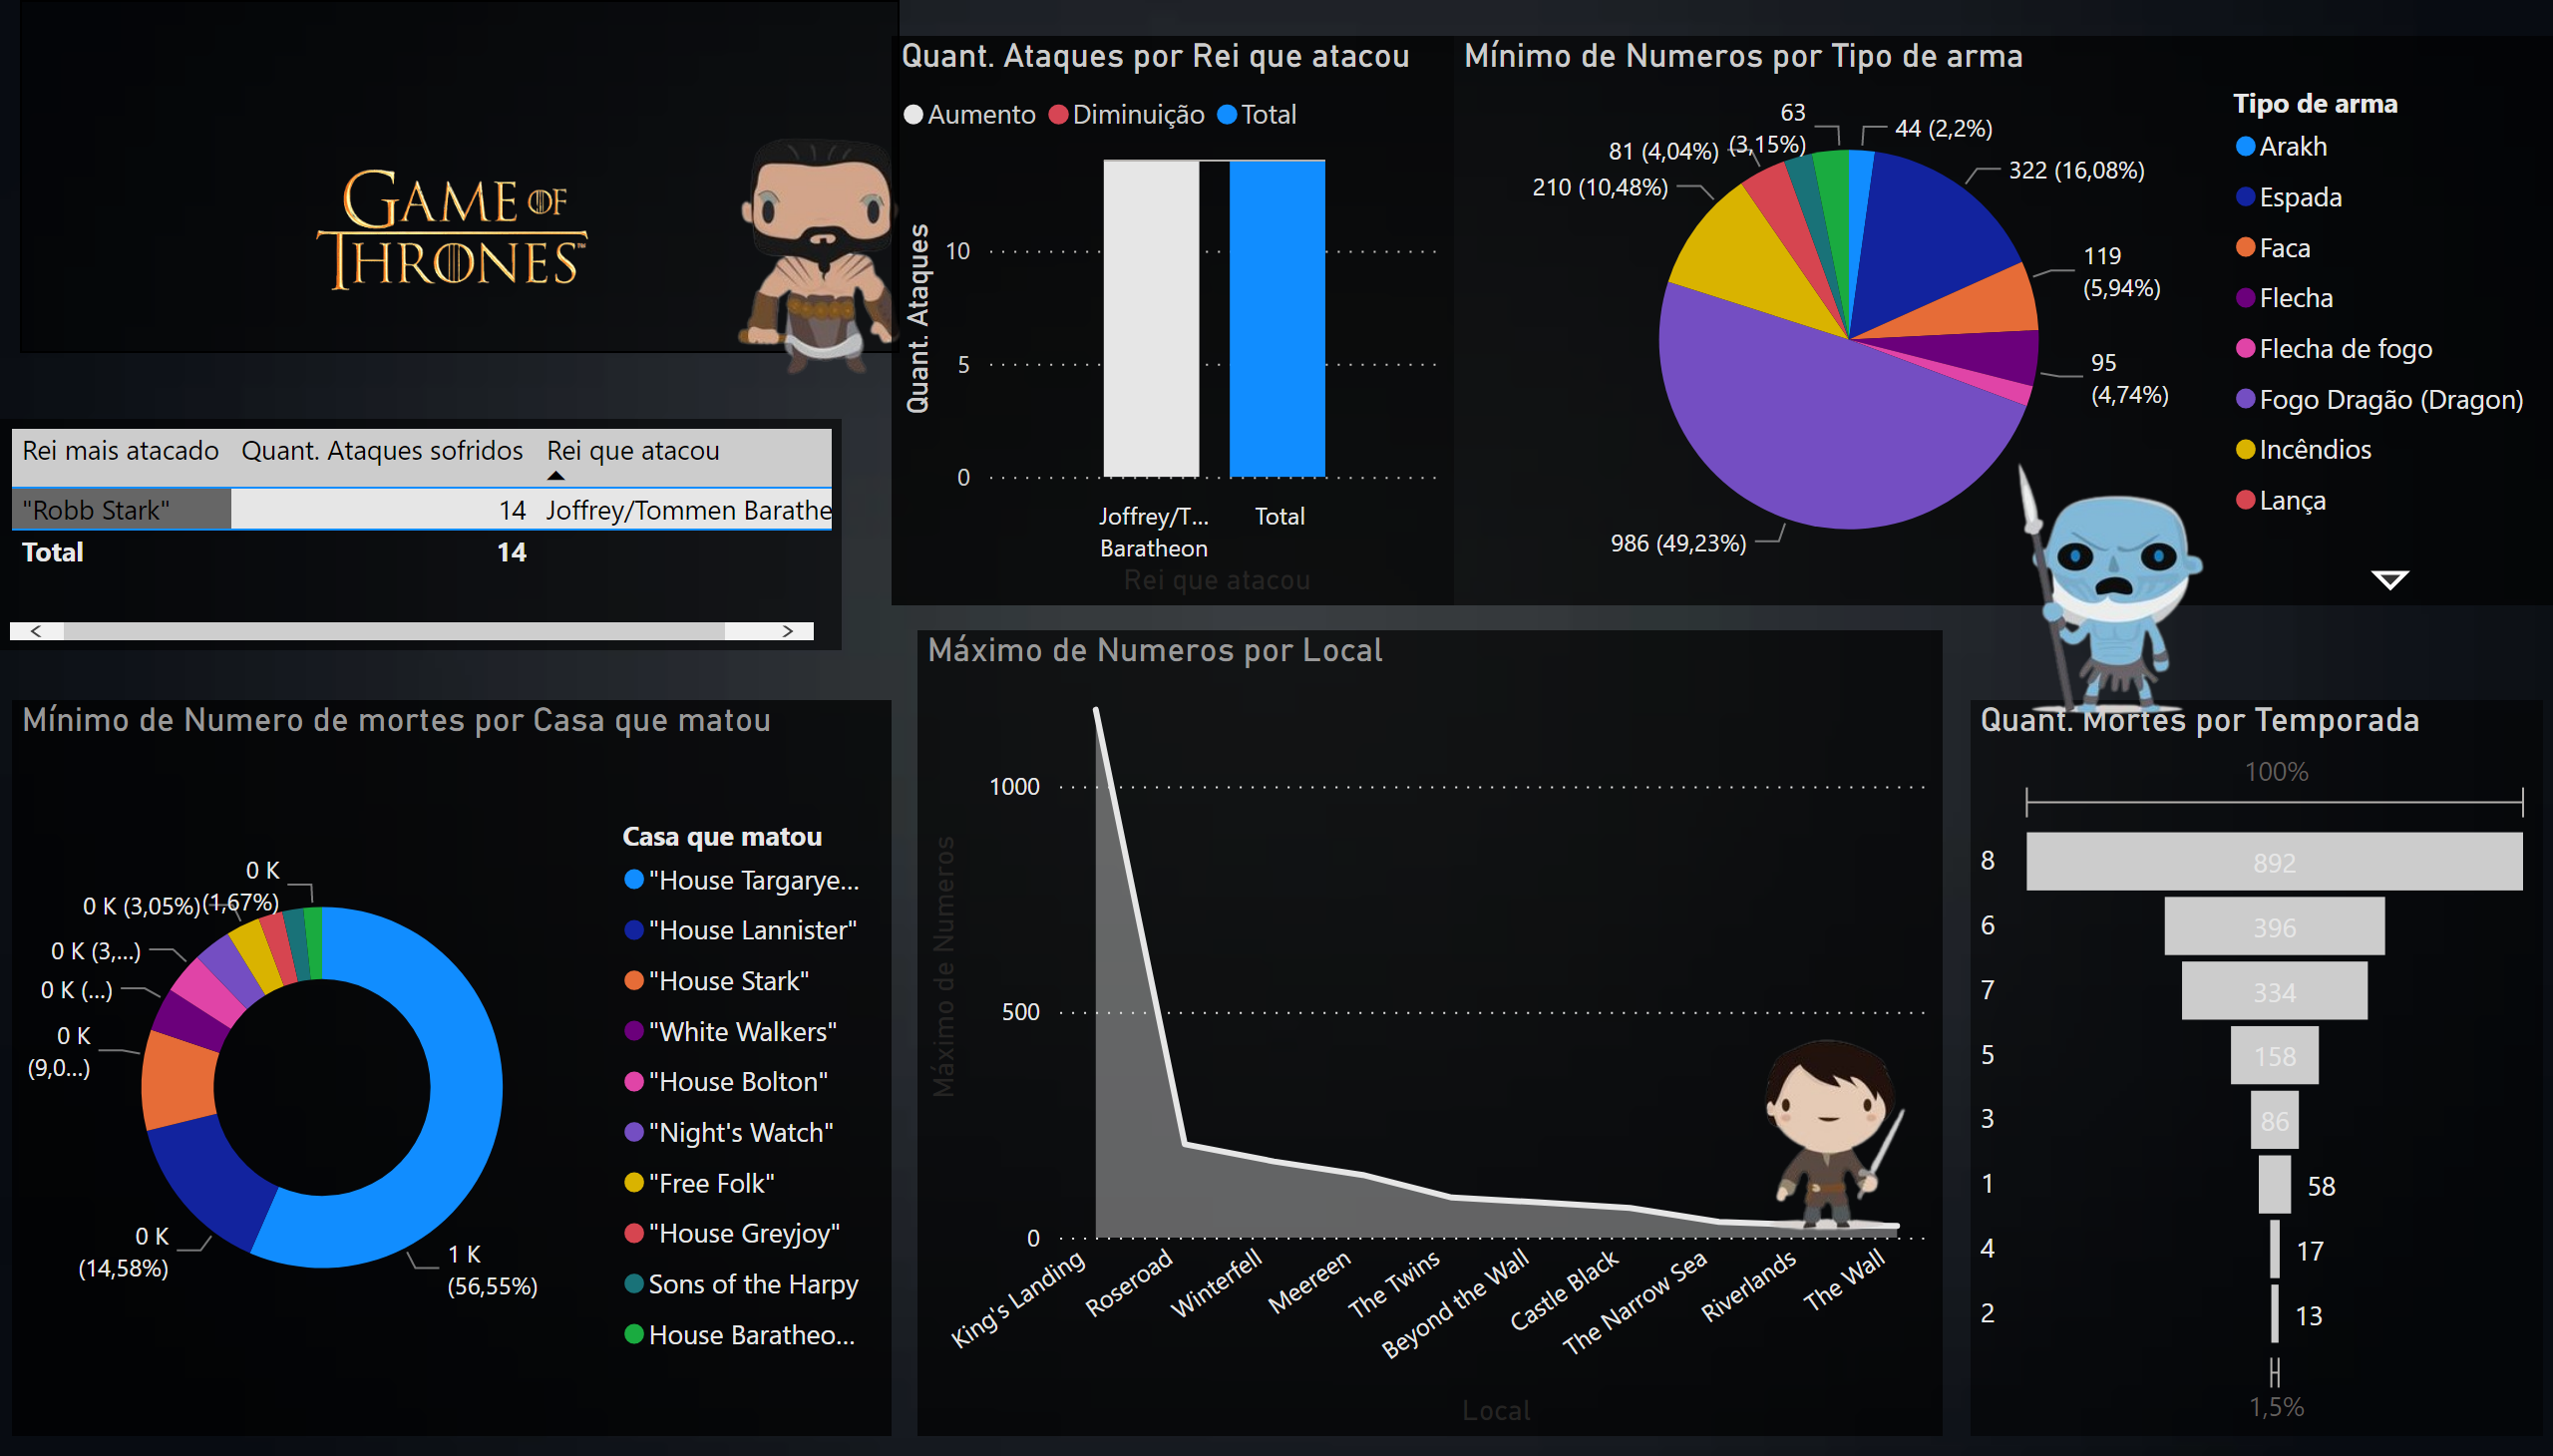 GAME OF
THRONES™
Quant. Ataques por Rei que atacou
Aumento Diminuição Total
Quant. Ataques
10
5
0
Joffrey/T...
Baratheon
Total
Rei que atacou
Mínimo de Numeros por Tipo de arma
63
(3,15%)
81 (4,04%)
210 (10,48%)
44 (2,2%)
322 (16,08%)
119
(5,94%)
95
(4,74%)
986 (49,23%)
Tipo de arma
Arakh
Espada
Faca
Flecha
Flecha de fogo
Fogo Dragão (Dragon)
Incêndios
Lança
Rei mais atacado Quant. Ataques sofridos Rei que atacou
"Robb Stark" 14 Joffrey/Tommen Barathe
Total 14
Mínimo de Numero de mortes por Casa que matou
0 K
(1,67%)
0 K (3,05%)
0 K (3,...)
0 K (...)
0 K
(9,0...)
0 K
(14,58%)
1 K
(56,55%)
Casa que matou
"House Targarye...
"House Lannister"
"House Stark"
"White Walkers"
"House Bolton"
"Night's Watch"
"Free Folk"
"House Greyjoy"
Sons of the Harpy
House Baratheo...
Máximo de Numeros por Local
Máximo de Numeros
1000
500
0
King's Landing
Roseroad
Winterfell
Meereen
The Twins
Beyond the Wall
Castle Black
The Narrow Sea
Riverlands
The Wall
Local
Quant. Mortes por Temporada
100%
8 892
6 396
7 334
5 158
3 86
1 58
4 17
2 13
1,5%